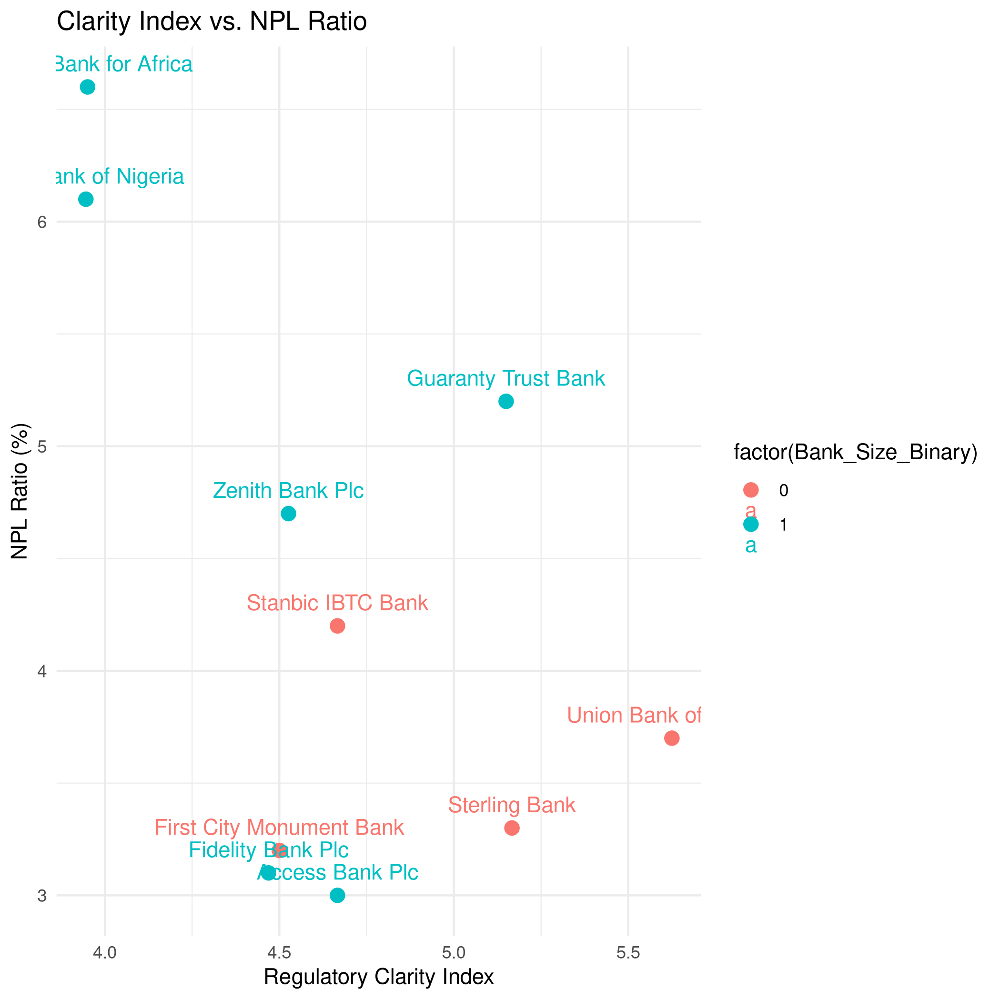 Clarity Index vs. NPL Ratio
Bank for Africa
ank of Nigeria
6
Guaranty Trust Bank
5
Zenith Bank Plc
Stanbic IBTC Bank
4
Union Bank of
Sterling Bank
First City Monument Bank
Fidelity Bank Plc
Access Bank Plc
3
4.0 4.5 5.0 5.5
Regulatory Clarity Index
NPL Ratio (%)
factor(Bank_Size_Binary)
0
a
1
a